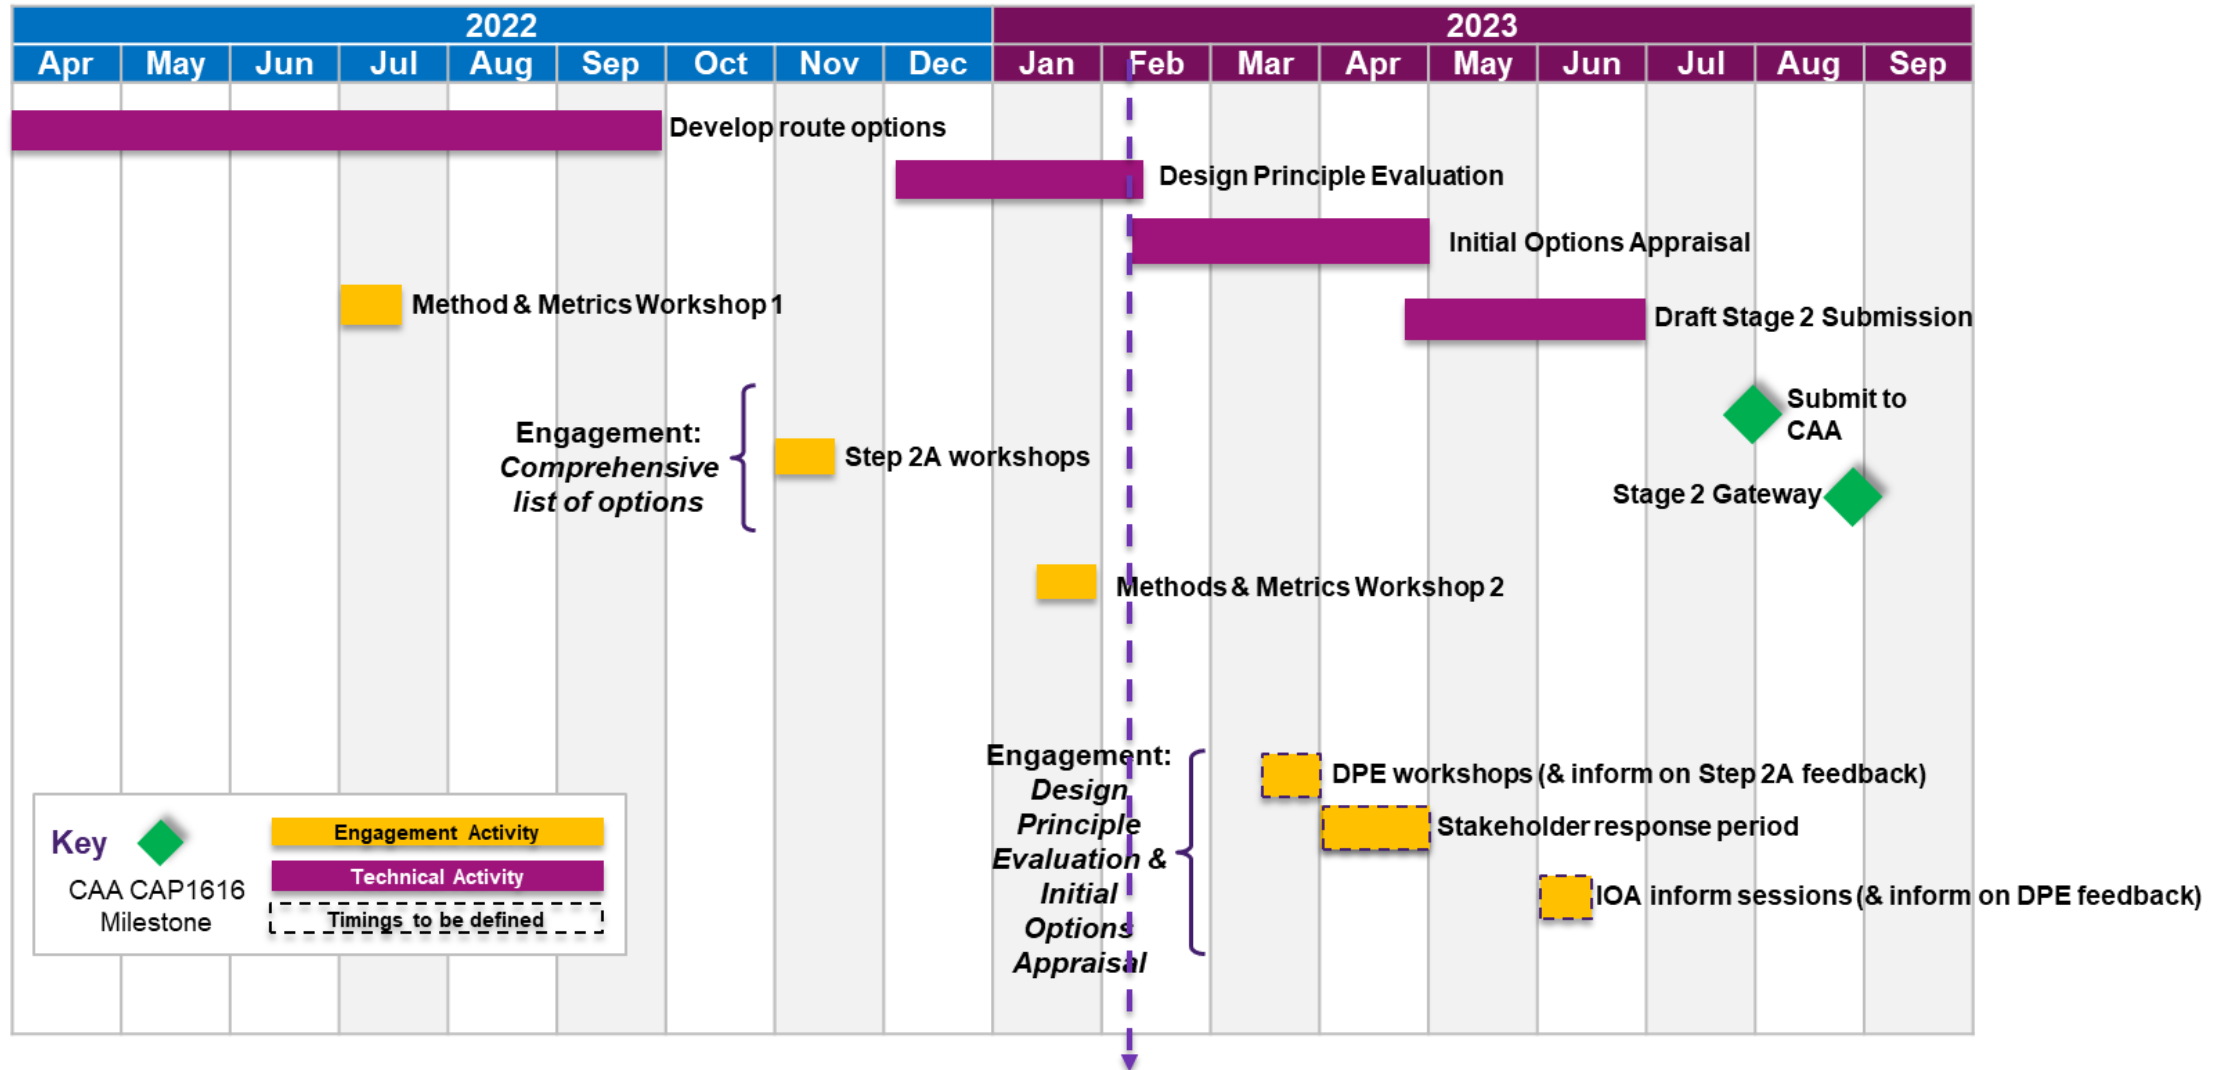 2022
2023
Apr May Jun Jul Aug Sep Oct Nov Dec Jan Feb Mar Apr May Jun Jul Aug Sep
Develop route options
Design Principle Evaluation
Initial Options Appraisal
Method & Metrics Workshop 1
Draft Stage 2 Submission
Submit to
CAA
Engagement:
Comprehensive
list of options
Step 2A workshops
Stage 2 Gateway
Methods & Metrics Workshop 2
Engagement:
Design
Principle
Evaluation &
Initial
Options
Appraisal
DPE workshops (& inform on Step 2A feedback)
Stakeholder response period
IOA inform sessions (& inform on DPE feedback)
Key
CAA CAP1616
Milestone
Engagement Activity
Technical Activity
Timings to be defined